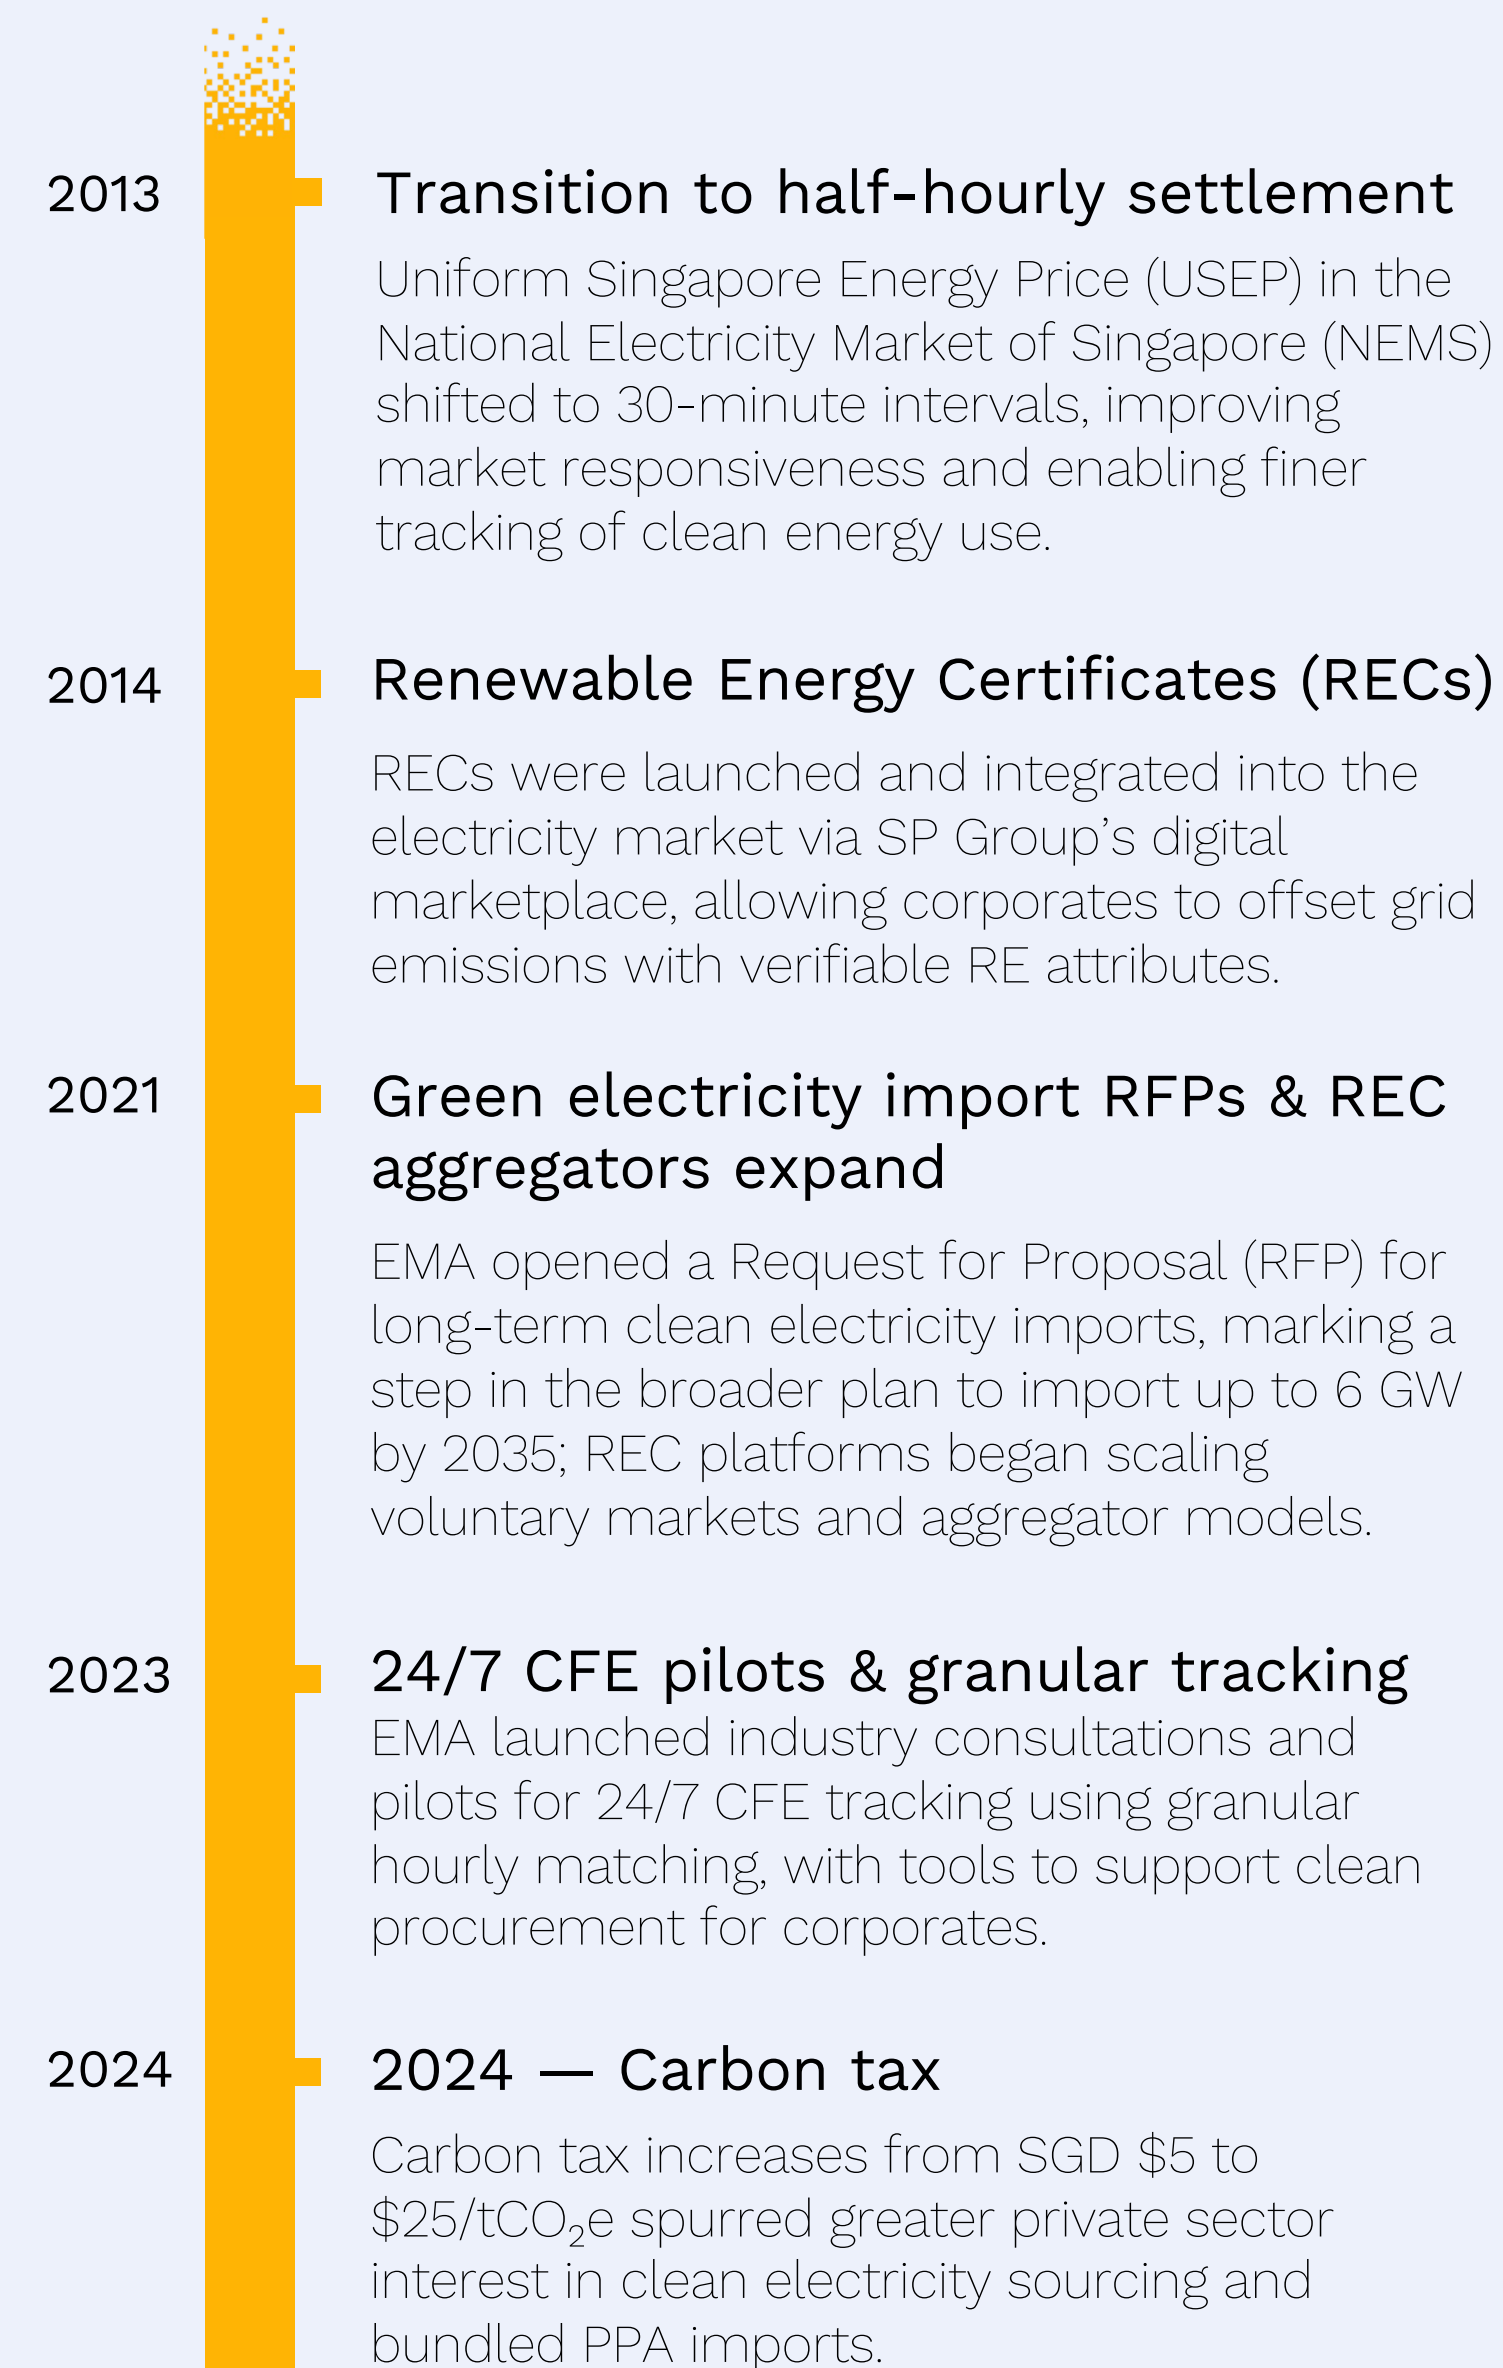 2013
Transition to half-hourly settlement
Uniform Singapore Energy Price (USEP) in the
National Electricity Market of Singapore (NEMS)
shifted to 30-minute intervals, improving
market responsiveness and enabling finer
tracking of clean energy use.
2014
Renewable Energy Certificates (RECs)
RECs were launched and integrated into the
electricity market via SP Group’s digital
marketplace, allowing corporates to offset grid
emissions with verifiable RE attributes.
2021
Green electricity import RFPs & REC
aggregators expand
EMA opened a Request for Proposal (RFP) for
long-term clean electricity imports, marking a
step in the broader plan to import up to 6 GW
by 2035; REC platforms began scaling
voluntary markets and aggregator models.
2023
24/7 CFE pilots & granular tracking
EMA launched industry consultations and
pilots for 24/7 CFE tracking using granular
hourly matching, with tools to support clean
procurement for corporates.
2024
2024 — Carbon tax
Carbon tax increases from SGD $5 to
$25/tCO₂e spurred greater private sector
interest in clean electricity sourcing and
bundled PPA imports.